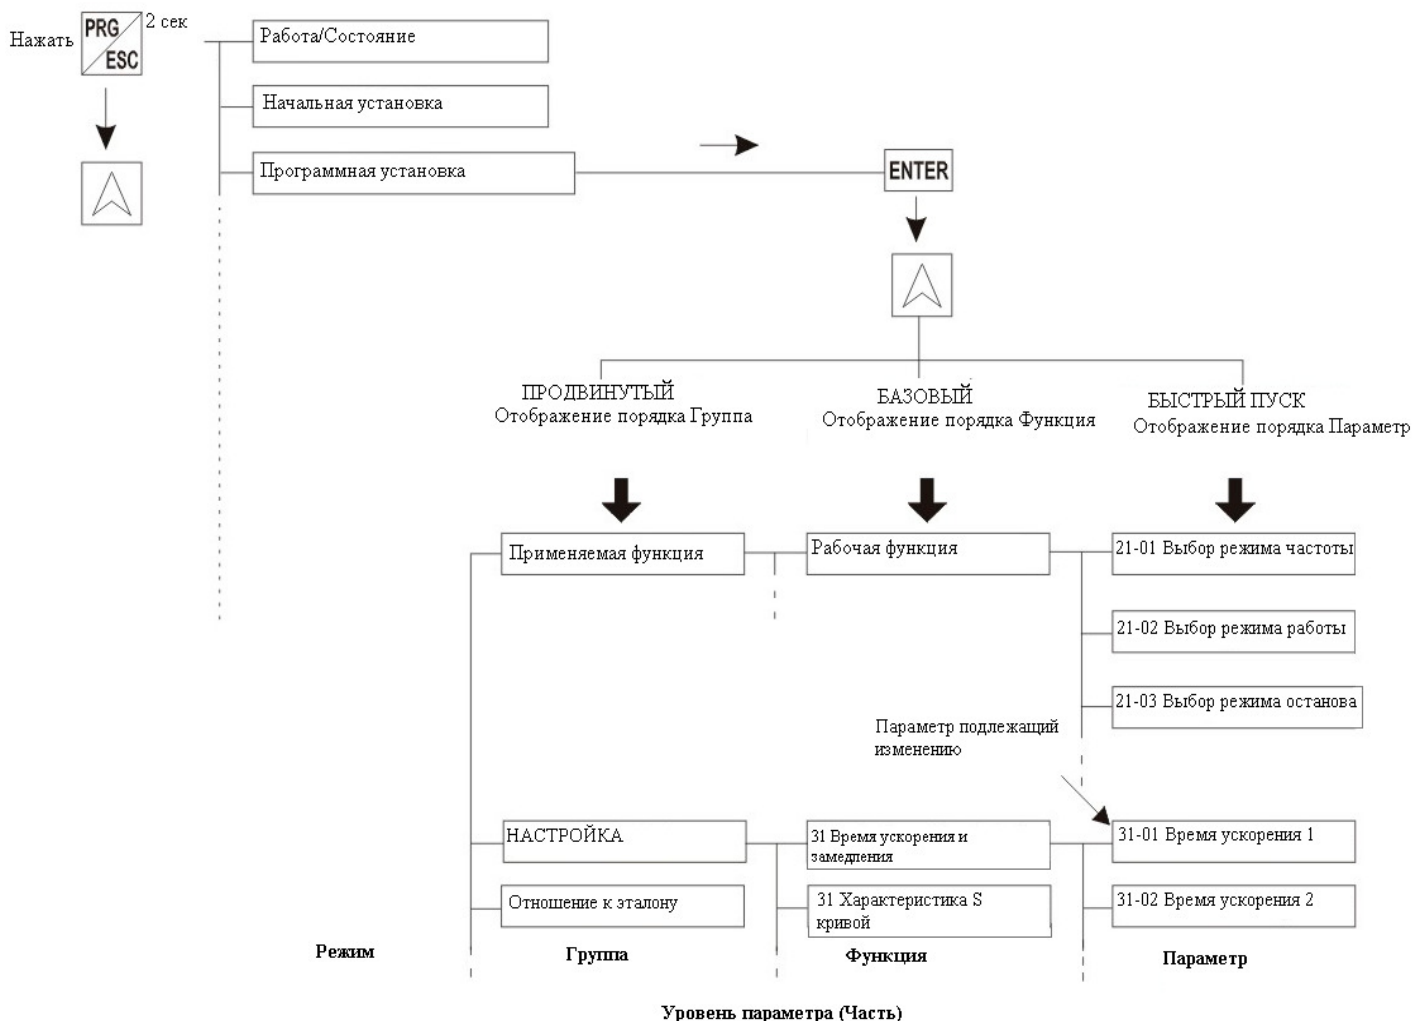 Нажать
PRG
ESC
2 сек
Работа/Состояние
Начальная установка
Программная установка
ENTER
ПРОДВИНУТЫЙ
Отображение порядка Группа
БАЗОВЫЙ
Отображение порядка Функция
БЫСТРЫЙ ПУСК
Отображение порядка Параметр
Применяемая функция
Рабочая функция
21-01 Выбор режима частоты
21-02 Выбор режима работы
21-03 Выбор режима останова
Параметр подлежащий
изменению
НАСТРОЙКА
31 Время ускорения и
замедления
31-01 Время ускорения 1
Отношение к эталону
31 Характеристика S
кривой
31-02 Время ускорения 2
Режим
Группа
Функция
Параметр
Уровень параметра (Часть)